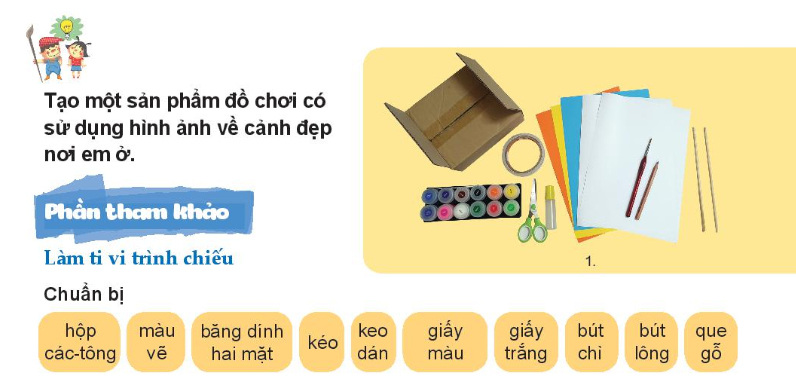 Tạo một sản phẩm đồ chơi có
sử dụng hình ảnh về cảnh đẹp
nơi em ở.
Phần tham khảo
Làm ti vi trình chiếu
1.
Chuẩn bị
hộp
các-tông
màu
vẽ
băng dính
hai mặt
kéo
keo
dán
giấy
màu
giấy
trắng
bút
chì
bút
lông
que
gỗ